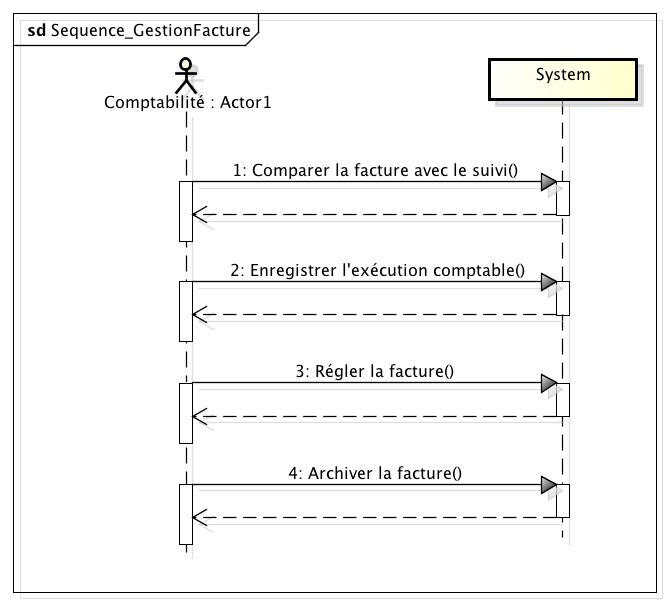 sd Sequence_GestionFacture
Comptabilité : Actor1
System
1: Comparer la facture avec le suivi()
2: Enregistrer l'exécution comptable()
3: Régler la facture()
4: Archiver la facture()